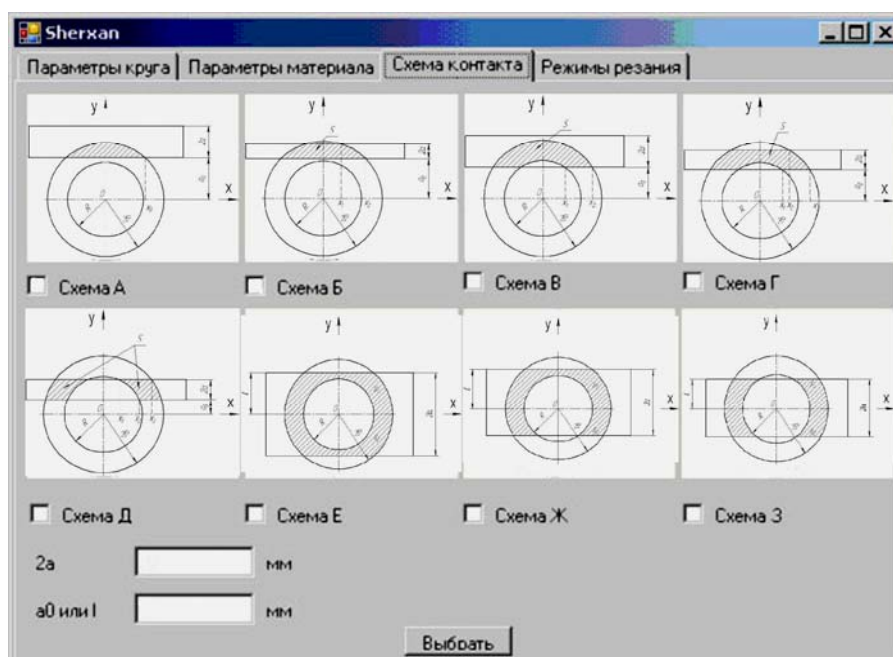 Sherxan
Параметры круга Параметры материала Схема контакта Режимы резания
y y y y
x x x x
S S S S
Схема А Схема Б Схема В Схема Г
y y y y
x x x x
S
Схема Д Схема Е Схема Ж Схема З
2a мм
a0 или l мм
Выбрать